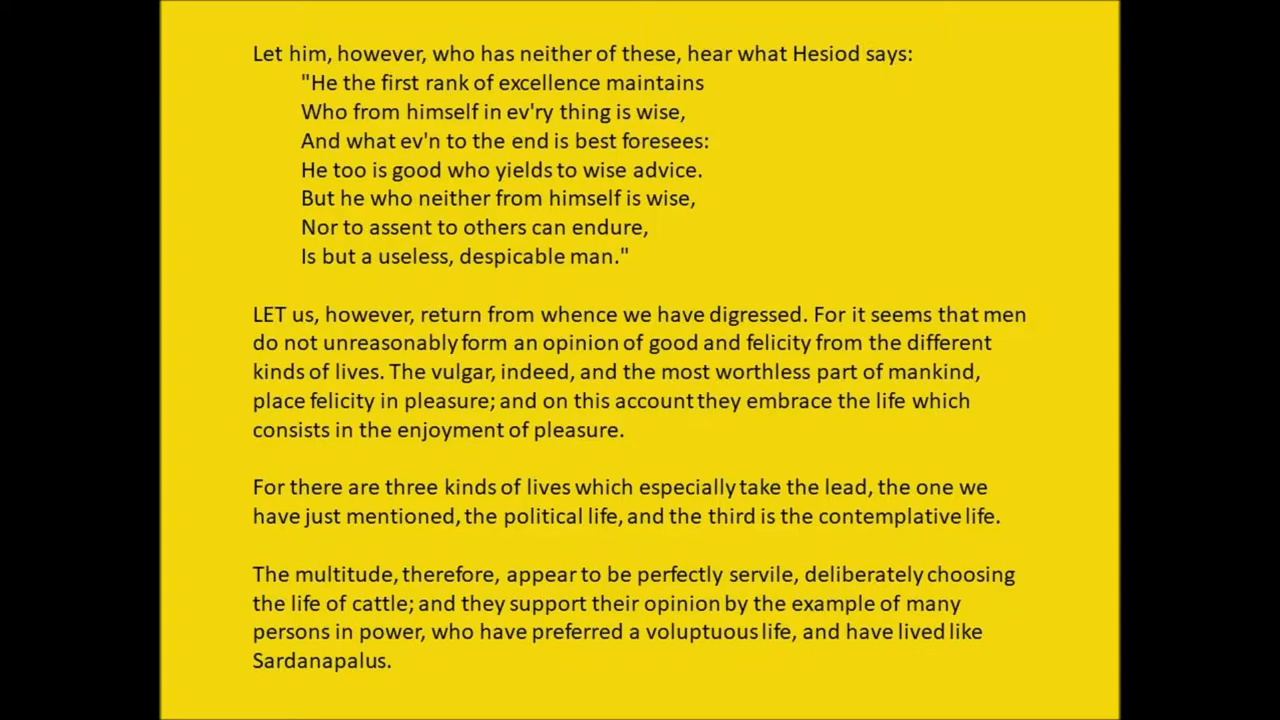 Let him, however, who has neither of these, hear what Hesiod says:
"He the first rank of excellence maintains
Who from himself in ev'ry thing is wise,
And what ev'n to the end is best foresees:
He too is good who yields to wise advice.
But he who neither from himself is wise,
Nor to assent to others can endure,
Is but a useless, despicable man."
LET us, however, return from whence we have digressed. For it seems that men
do not unreasonably form an opinion of good and felicity from the different
kinds of lives. The vulgar, indeed, and the most worthless part of mankind,
place felicity in pleasure; and on this account they embrace the life which
consists in the enjoyment of pleasure.
For there are three kinds of lives which especially take the lead, the one we
have just mentioned, the political life, and the third is the contemplative life.
The multitude, therefore, appear to be perfectly servile, deliberately choosing
the life of cattle; and they support their opinion by the example of many
persons in power, who have preferred a voluptuous life, and have lived like
Sardanapalus.